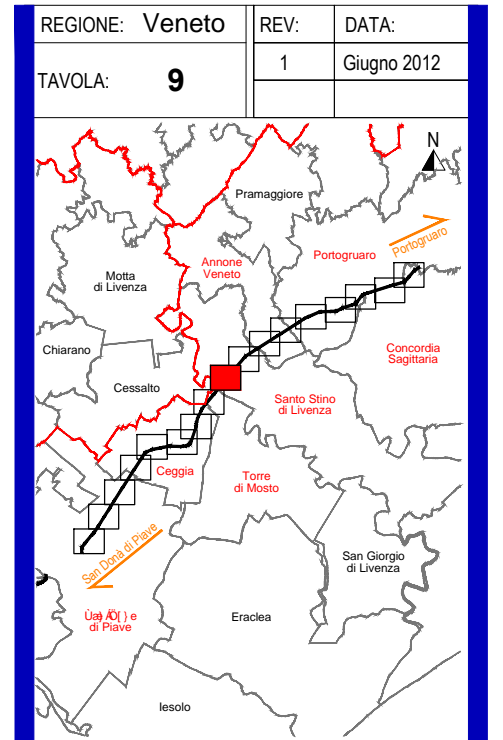 REGIONE: Veneto
REV:
DATA:
TAVOLA: 9
1
Giugno 2012
N
Pramaggiore
Portogruaro
Annone
Veneto
Portogruaro
Motta
di Livenza
Chiarano
Concordia
Sagittaria
Cessalto
Santo Stino
di Livenza
Ceggia
Torre
di Mosto
San Donà di Piave
San Giorgio
di Livenza
di Piave
Eraclea
Iesolo